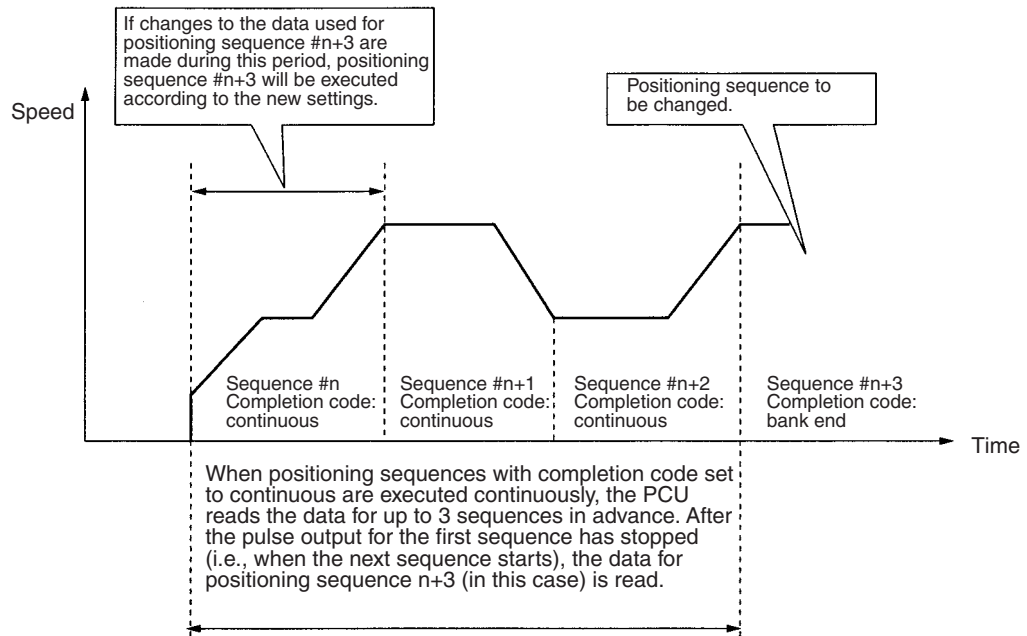 If changes to the data used for
positioning sequence #n+3 are
made during this period, positioning
sequence #n+3 will be executed
according to the new settings.
Positioning sequence to
be changed.
Speed
Sequence #n
Completion code:
continuous
Sequence #n+1
Completion code:
continuous
Sequence #n+2
Completion code:
continuous
Sequence #n+3
Completion code:
bank end
Time
When positioning sequences with completion code set
to continuous are executed continuously, the PCU
reads the data for up to 3 sequences in advance. After
the pulse output for the first sequence has stopped
(i.e., when the next sequence starts), the data for
positioning sequence n+3 (in this case) is read.